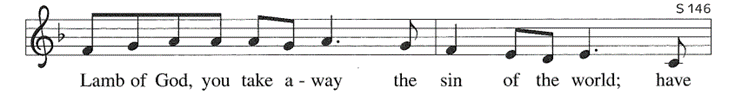 S 146
Lamb of God, you take a - way the sin of the world; have